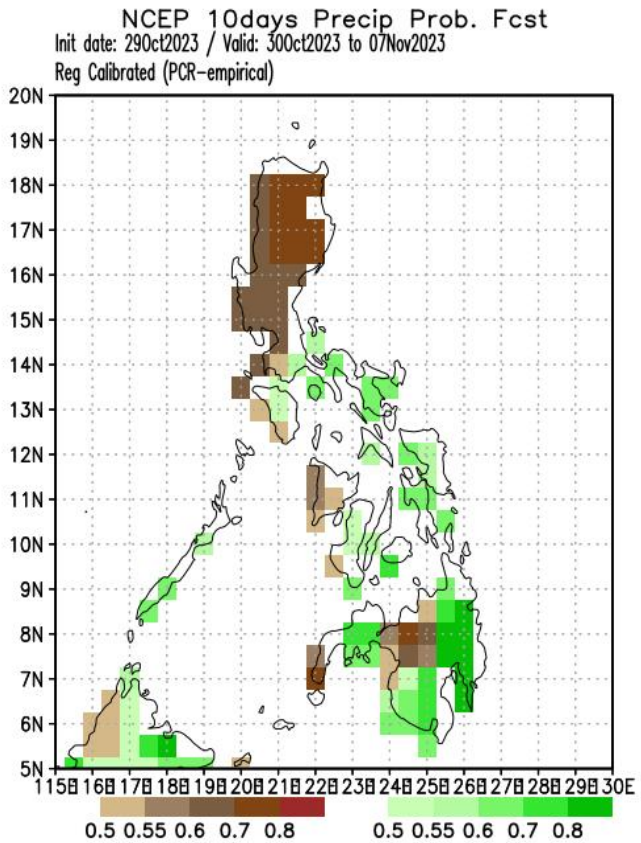 NCEP 10days Precip Prob. Fcst
Init date: 29Oct2023 / Valid: 30Oct2023 to 07Nov2023
Reg Calibrated (PCR-empirical)
20N
19N
18N
17N
16N
15N
14N
13N
12N
11N
10N
9N
8N
7N
6N
5N
115E 116E 117E 118E 119E 120E 121E 122E 123E 124E 125E 126E 127E 128E 129E 130E
0.5 0.55 0.6 0.7 0.8 0.5 0.55 0.6 0.7 0.8